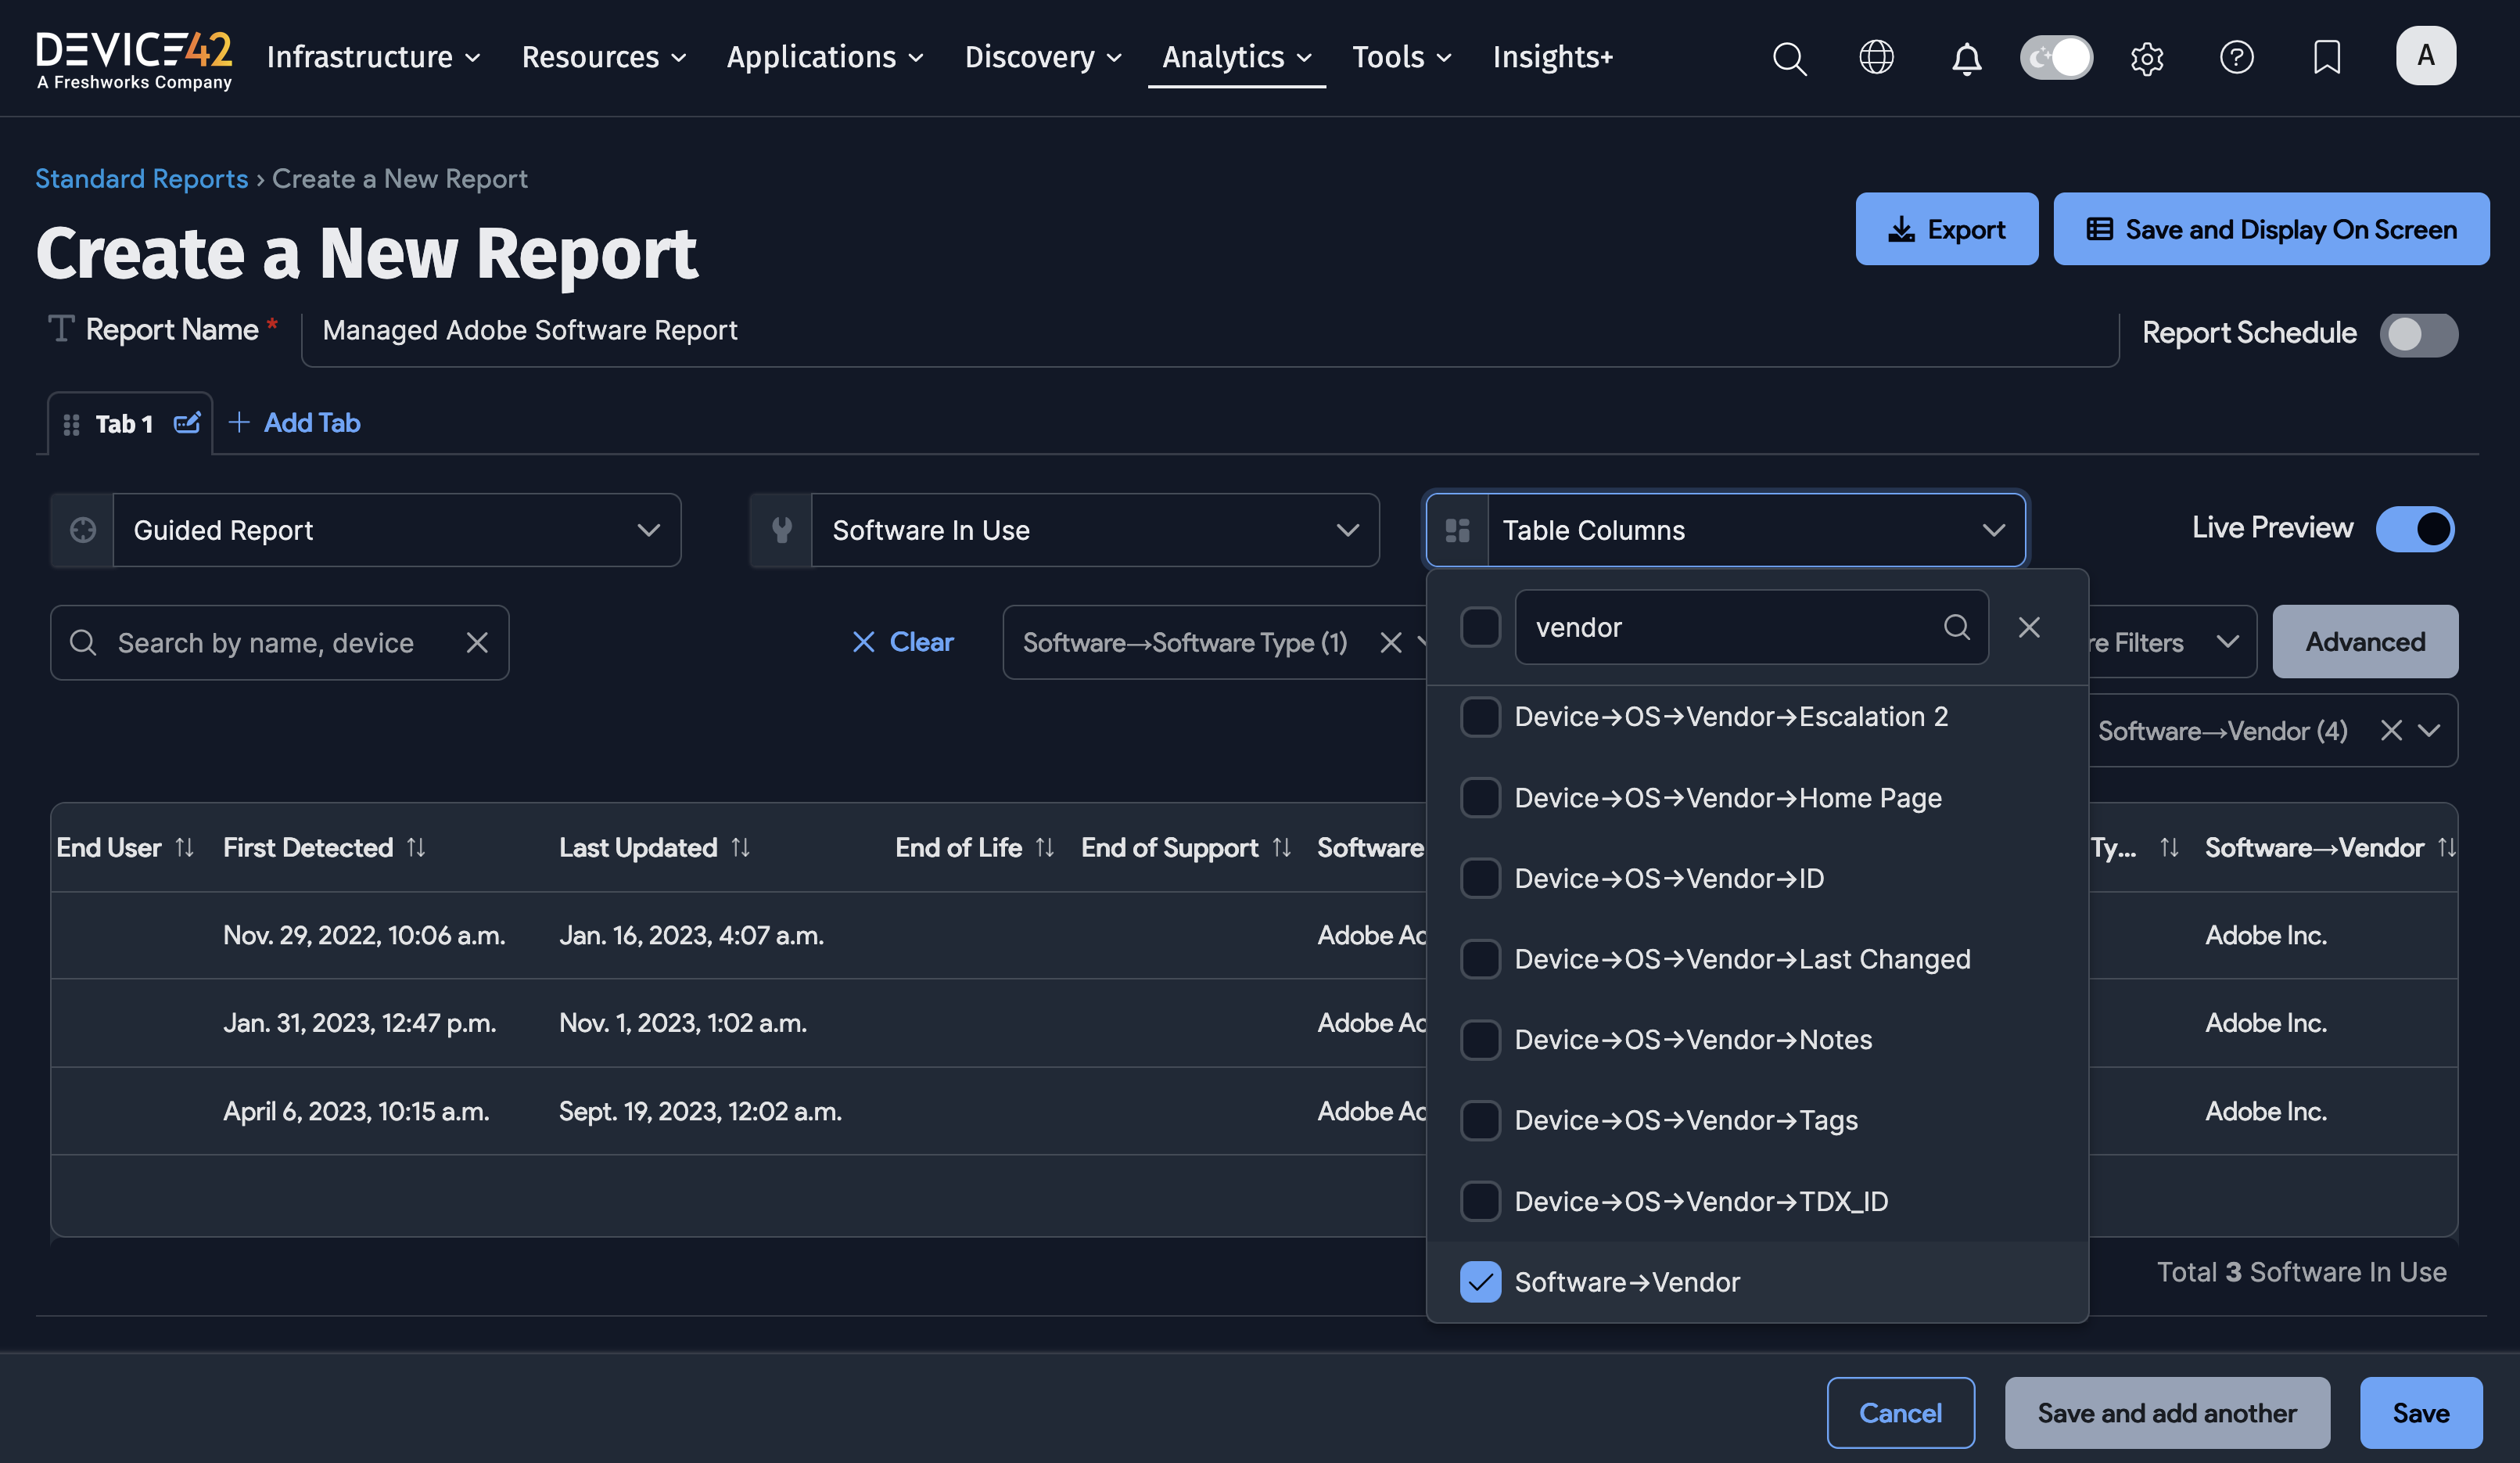 DEVICE42
A Freshworks Company
Infrastructure
Resources
Applications
Discovery
Analytics
Tools
Insights+
A
Standard Reports › Create a New Report
Create a New Report
Export
Save and Display On Screen
Report Name *
Managed Adobe Software Report
Report Schedule
Tab 1
Add Tab
Guided Report
Software In Use
Table Columns
Live Preview
Search by name, device
Clear
Software→Software Type (1)
vendor
re Filters
Advanced
Device→OS→Vendor→Escalation 2
Software→Vendor (4)
Device→OS→Vendor→Home Page
End User
First Detected
Last Updated
End of Life
End of Support
Software
Ty...
Software→Vendor
Device→OS→Vendor→ID
Nov. 29, 2022, 10:06 a.m.
Jan. 16, 2023, 4:07 a.m.
Adobe Ac
Adobe Inc.
Device→OS→Vendor→Last Changed
Jan. 31, 2023, 12:47 p.m.
Nov. 1, 2023, 1:02 a.m.
Adobe Ac
Adobe Inc.
Device→OS→Vendor→Notes
April 6, 2023, 10:15 a.m.
Sept. 19, 2023, 12:02 a.m.
Adobe Ac
Adobe Inc.
Device→OS→Vendor→Tags
Device→OS→Vendor→TDX_ID
Software→Vendor
Total 3 Software In Use
Cancel
Save and add another
Save